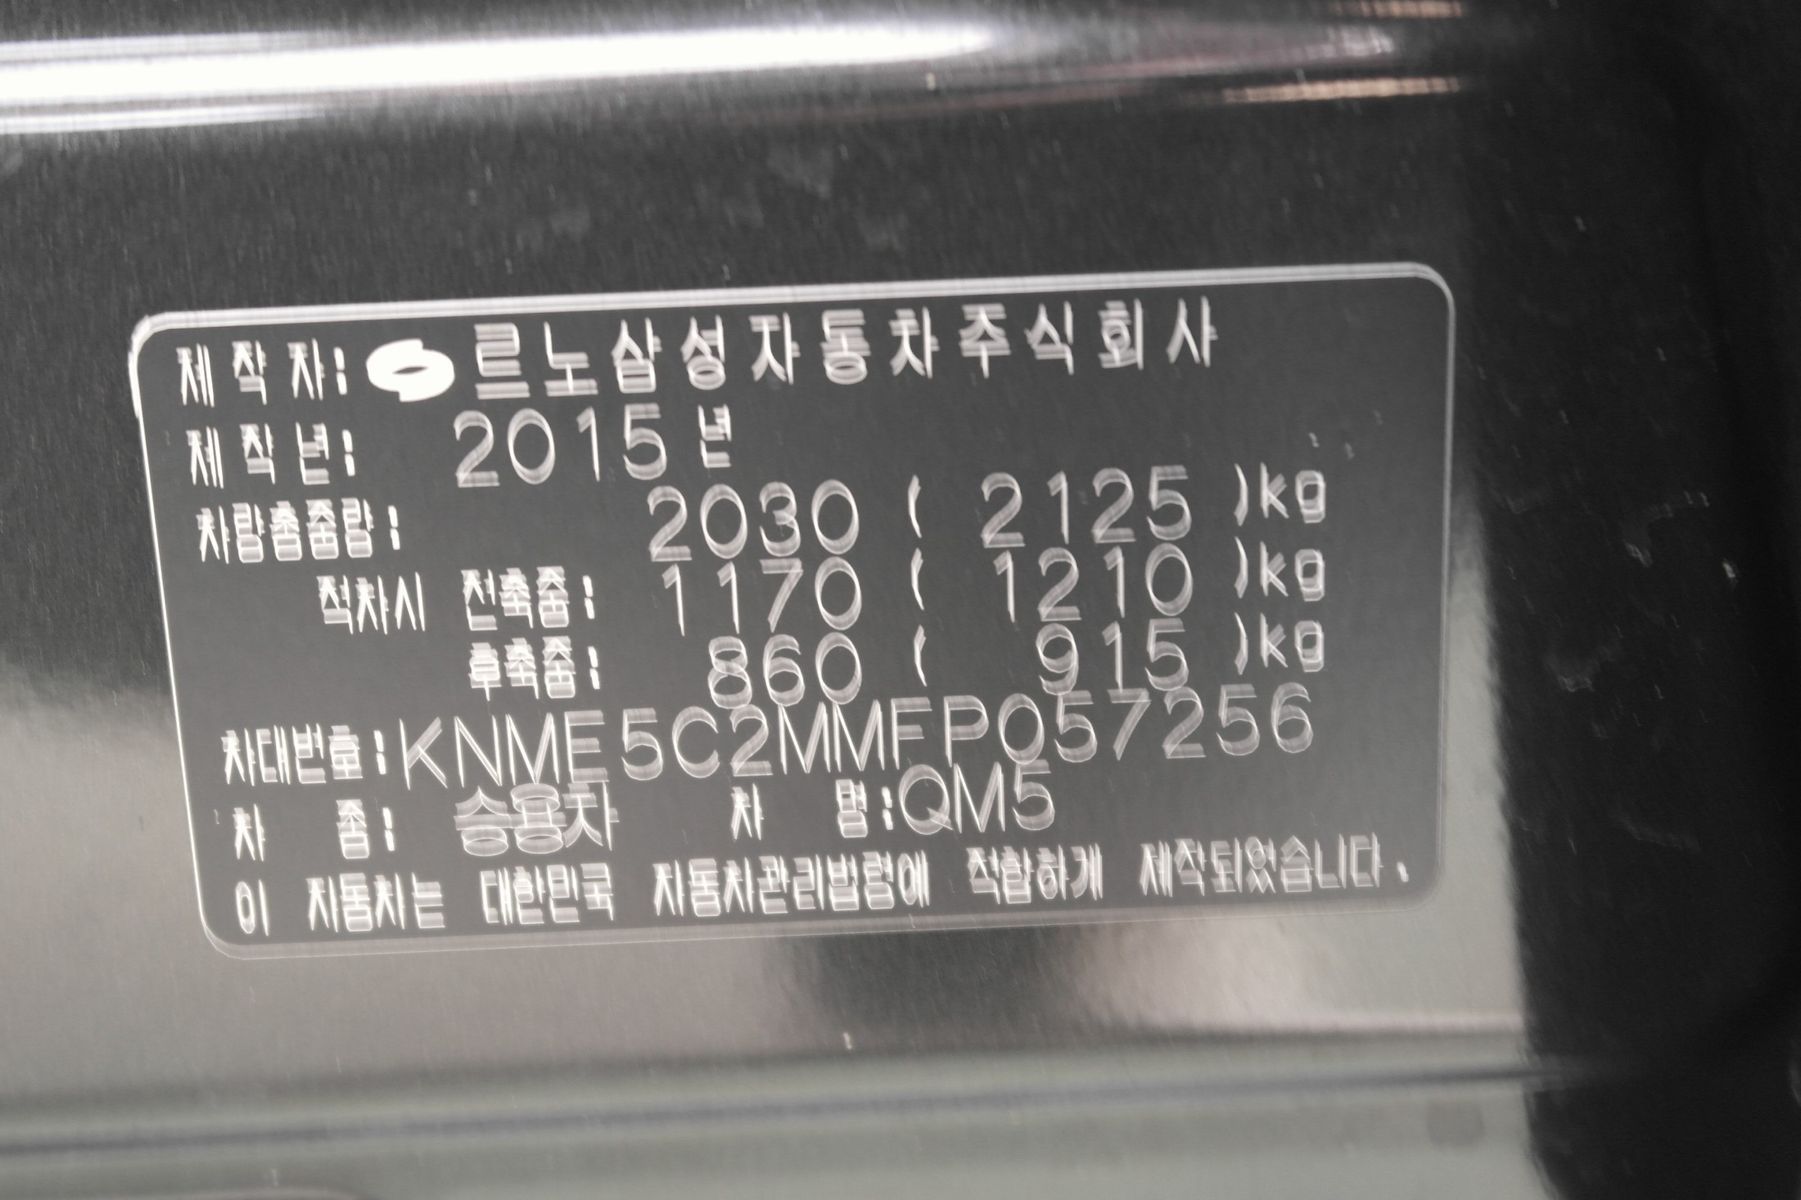 제 작 자: 르노삼성자동차주식회사
제 작 년: 2015 년
차량총중량: 2030 ( 2125 )kg
적차시 전축중: 1170 ( 1210 )kg
후축중: 860 ( 915 )kg
차대번호: KNME5C2MMFP057256
차 종: 승용차 차 명: QM5
이 자동차는 대한민국 자동차관리법령에 적합하게 제작되었습니다.